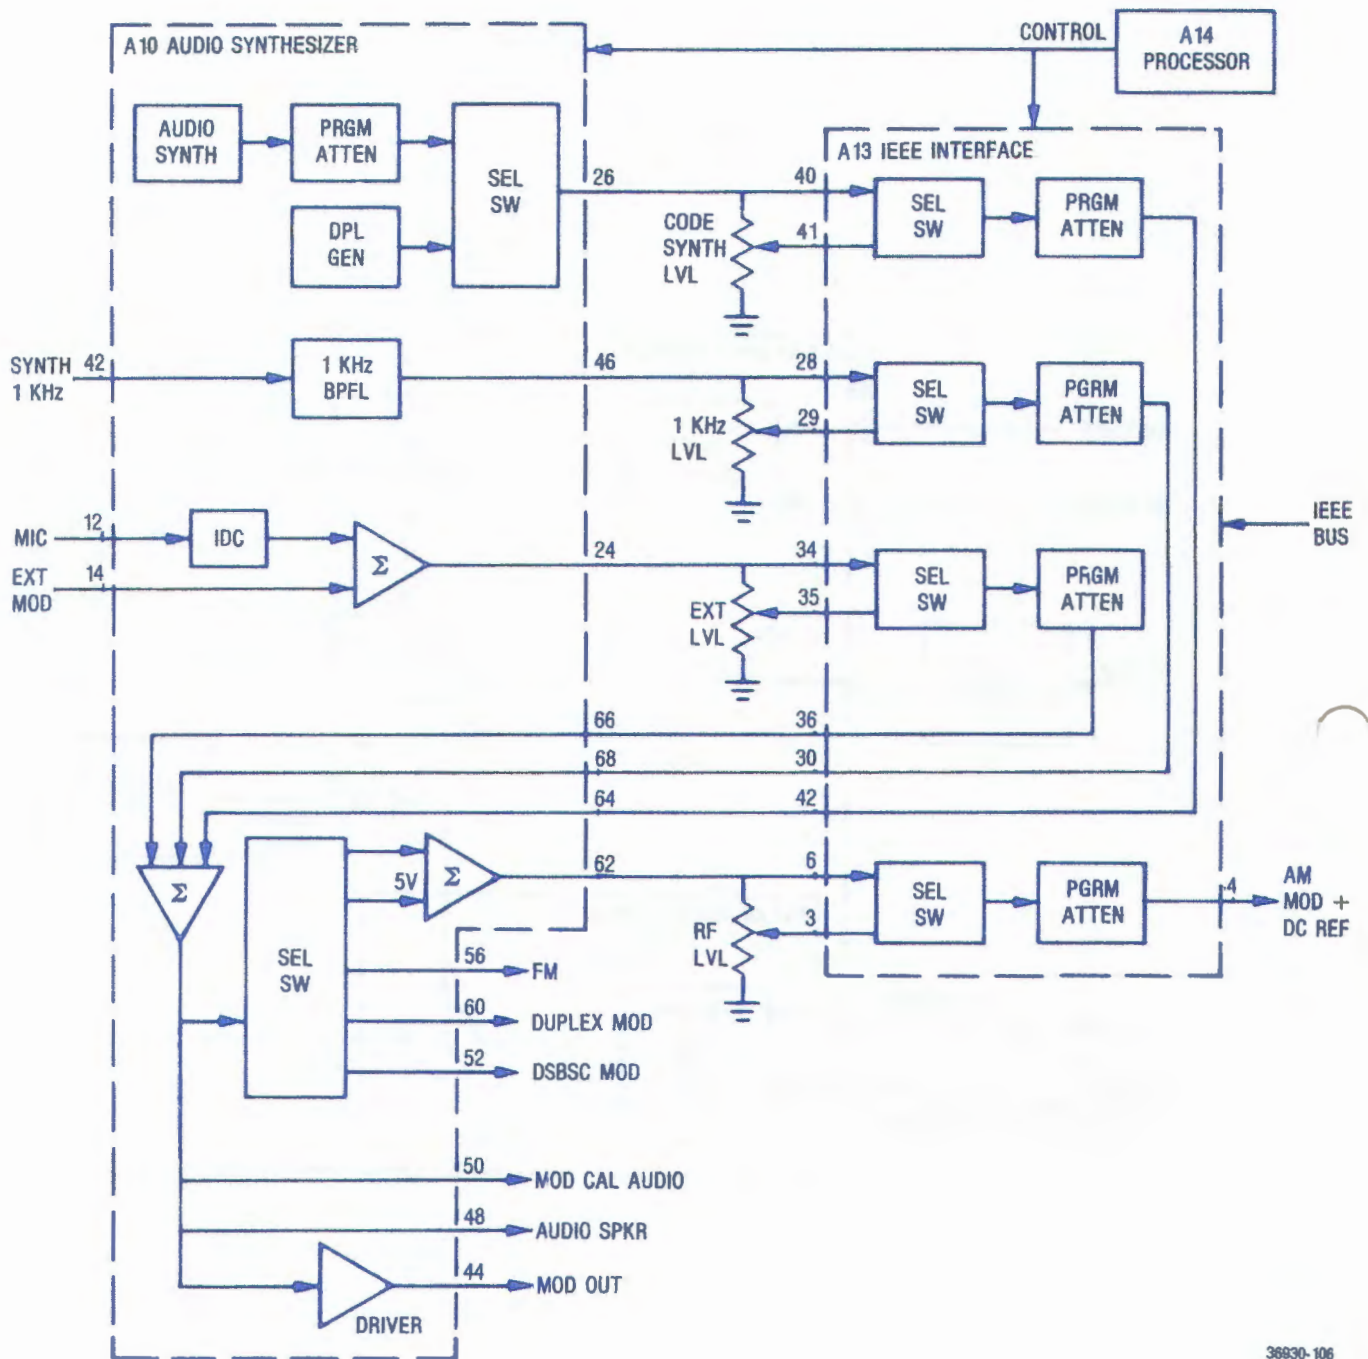 A10 AUDIO SYNTHESIZER
CONTROL
A14
PROCESSOR
AUDIO
SYNTH
PRGM
ATTEN
SEL
SW
DPL
GEN
26
40
A13 IEEE INTERFACE
SEL
SW
PRGM
ATTEN
CODE
SYNTH
LVL
41
SYNTH
1 KHz
42
1 KHz
BPFL
46
28
SEL
SW
PGRM
ATTEN
1 KHz
LVL
29
IEEE
BUS
MIC
12
IDC
Σ
24
34
SEL
SW
PRGM
ATTEN
EXT
MOD
14
EXT
LVL
35
66
36
68
30
64
42
Σ
SEL
SW
5V
Σ
62
6
SEL
SW
PGRM
ATTEN
4
AM
MOD +
DC REF
RF
LVL
3
56
FM
60
DUPLEX MOD
52
DSBSC MOD
50
MOD CAL AUDIO
48
AUDIO SPKR
44
MOD OUT
DRIVER
36930-106